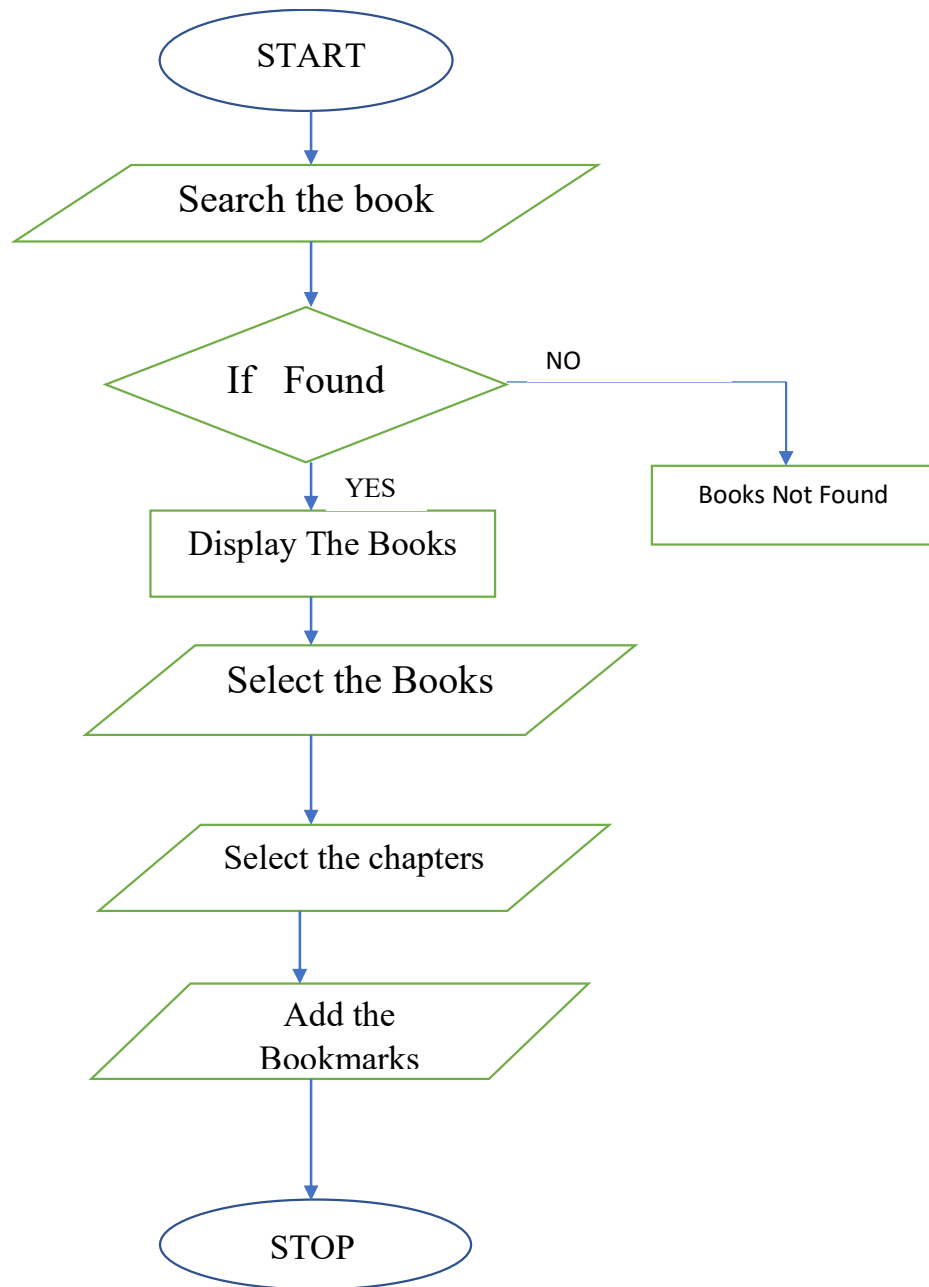 START
Search the book
If Found
NO
YES
Books Not Found
Display The Books
Select the Books
Select the chapters
Add the
Bookmarks
STOP